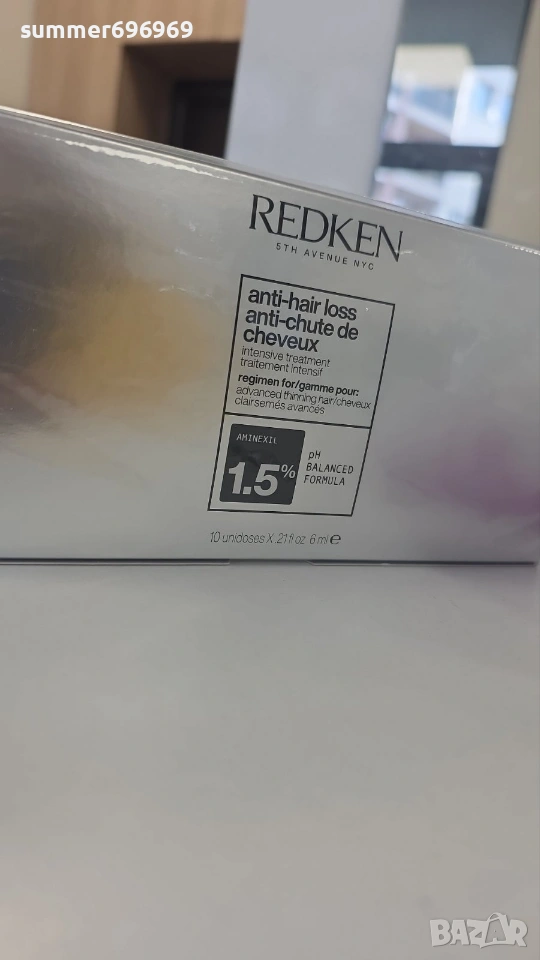 summer696969
REDKEN
5TH AVENUE NYC
anti-hair loss
anti-chute de
cheveux
intensive treatment
traitement intensif
regimen for/gamme pour:
advanced thinning hair/cheveux
clairsemés avancés
AMINEXIL
1.5%
pH
BALANCED
FORMULA
10 unidoses X .21 fl oz 6 ml e
BAZAR